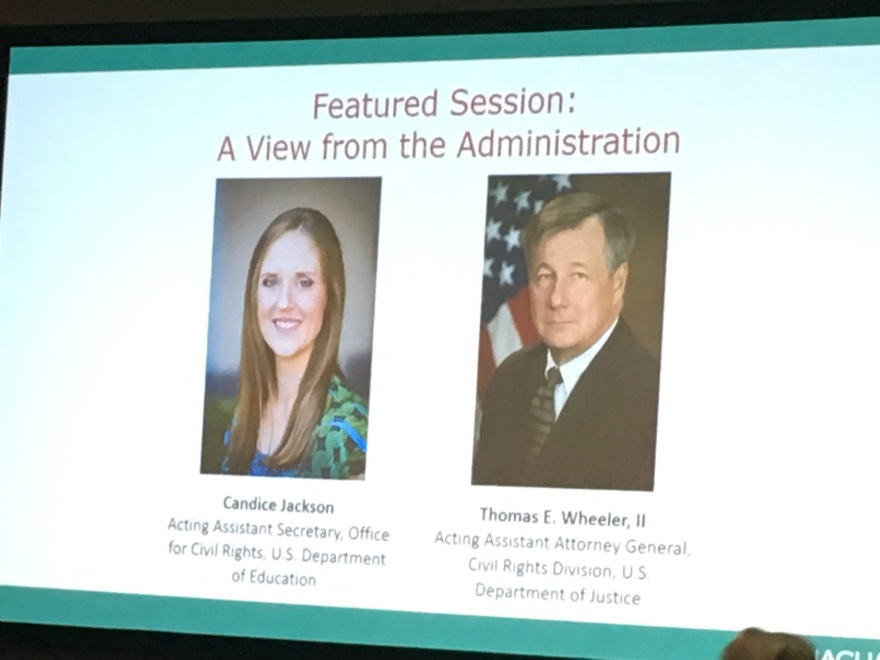 Featured Session:
A View from the Administration
Candice Jackson
Acting Assistant Secretary, Office
for Civil Rights, U.S. Department
of Education
Thomas E. Wheeler, II
Acting Assistant Attorney General,
Civil Rights Division, U.S.
Department of Justice